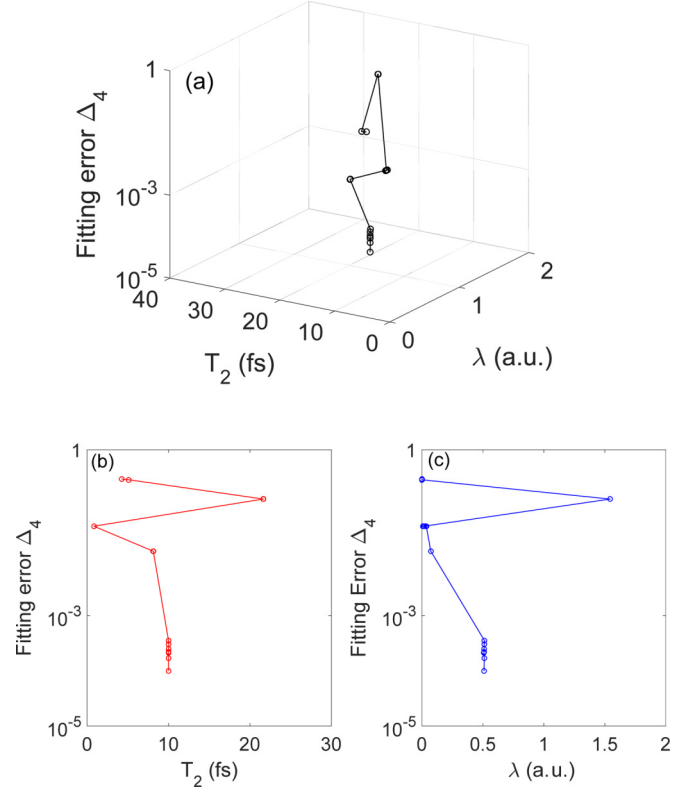 (a)
Fitting error Δ4
1
10-3
10-5
40
30
20
10
0
T2 (fs)
0
1
2
λ (a.u.)
(b)
Fitting error Δ4
1
10-3
10-5
0
10
20
30
T2 (fs)
(c)
Fitting Error Δ4
1
10-3
10-5
0
0.5
1
1.5
2
λ (a.u.)